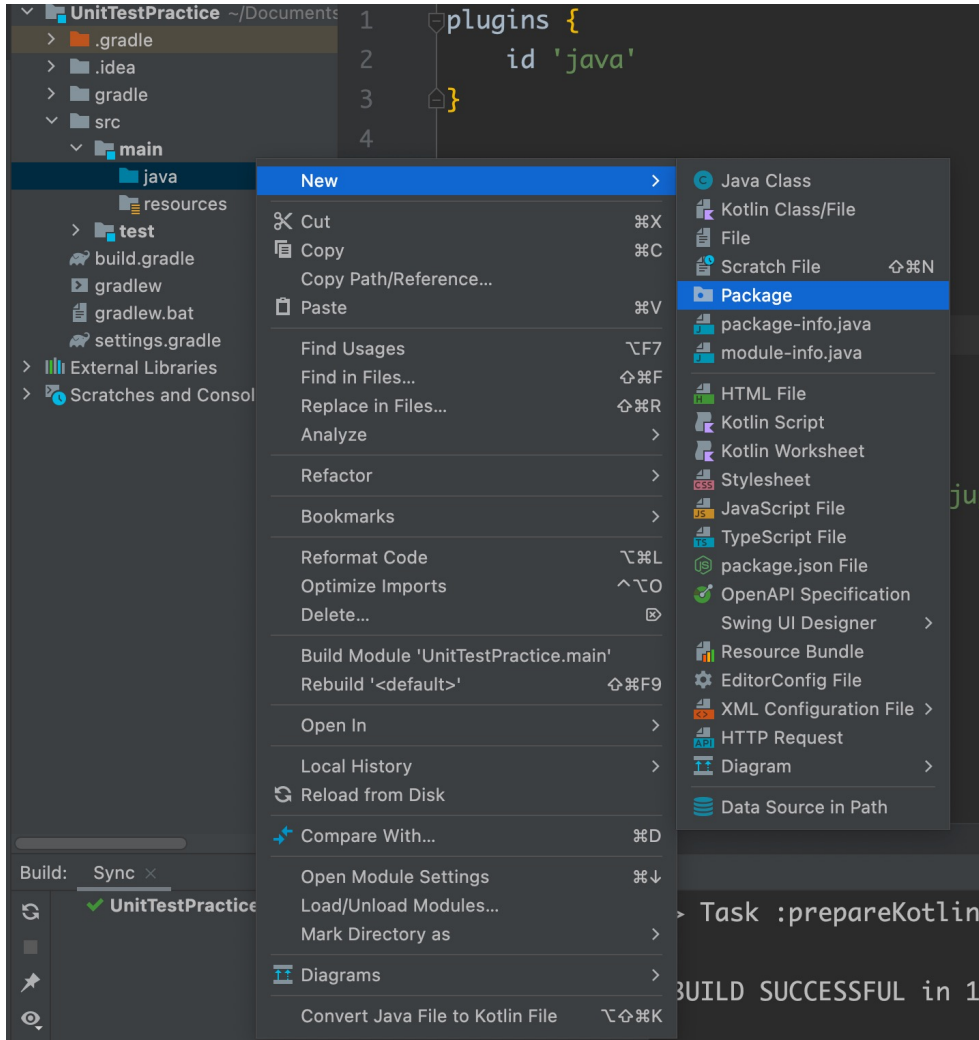 UnitTestPractice ~/Documents
.gradle
.idea
gradle
src
main
java
resources
test
build.gradle
gradlew
gradlew.bat
settings.gradle
External Libraries
Scratches and Consol
1 plugins {
2 id 'java'
3 }
4
New
Cut ⌘X
Copy ⌘C
Copy Path/Reference...
Paste ⌘V
Find Usages ⌥F7
Find in Files... ⇧⌘F
Replace in Files... ⇧⌘R
Analyze
Refactor
Bookmarks
Reformat Code ⌥⌘L
Optimize Imports ^⌥O
Delete... ⌦
Build Module 'UnitTestPractice.main'
Rebuild '<default>' ⇧⌘F9
Open In
Local History
Reload from Disk
Compare With... ⌘D
Open Module Settings ⌘↓
Load/Unload Modules...
Mark Directory as
Diagrams
Convert Java File to Kotlin File ⌥⇧⌘K
Java Class
Kotlin Class/File
File
Scratch File ⇧⌘N
Package
package-info.java
module-info.java
HTML File
Kotlin Script
Kotlin Worksheet
Stylesheet
JavaScript File
TypeScript File
package.json File
OpenAPI Specification
Swing UI Designer
Resource Bundle
EditorConfig File
XML Configuration File
HTTP Request
Diagram
Data Source in Path
ju
Build: Sync
UnitTestPractice
> Task :prepareKotlin
BUILD SUCCESSFUL in 1